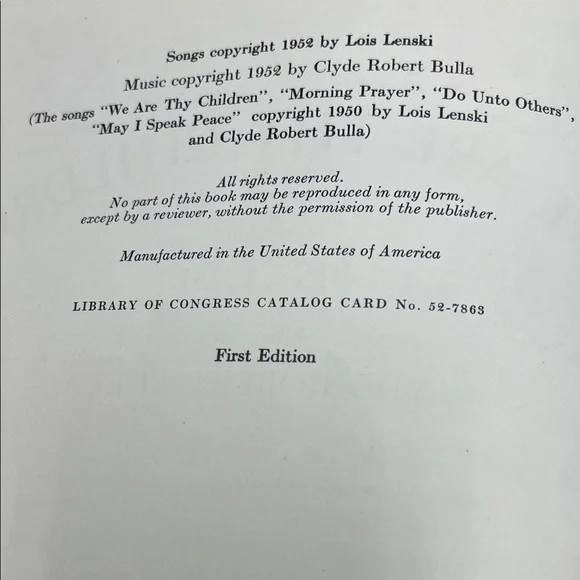 Songs copyright 1952 by Lois Lenski
Music copyright 1952 by Clyde Robert Bulla
(The songs "We Are Thy Children", "Morning Prayer", "Do Unto Others",
"May I Speak Peace" copyright 1950 by Lois Lenski
and Clyde Robert Bulla)
All rights reserved.
No part of this book may be reproduced in any form,
except by a reviewer, without the permission of the publisher.
Manufactured in the United States of America
LIBRARY OF CONGRESS CATALOG CARD No. 52-7863
First Edition